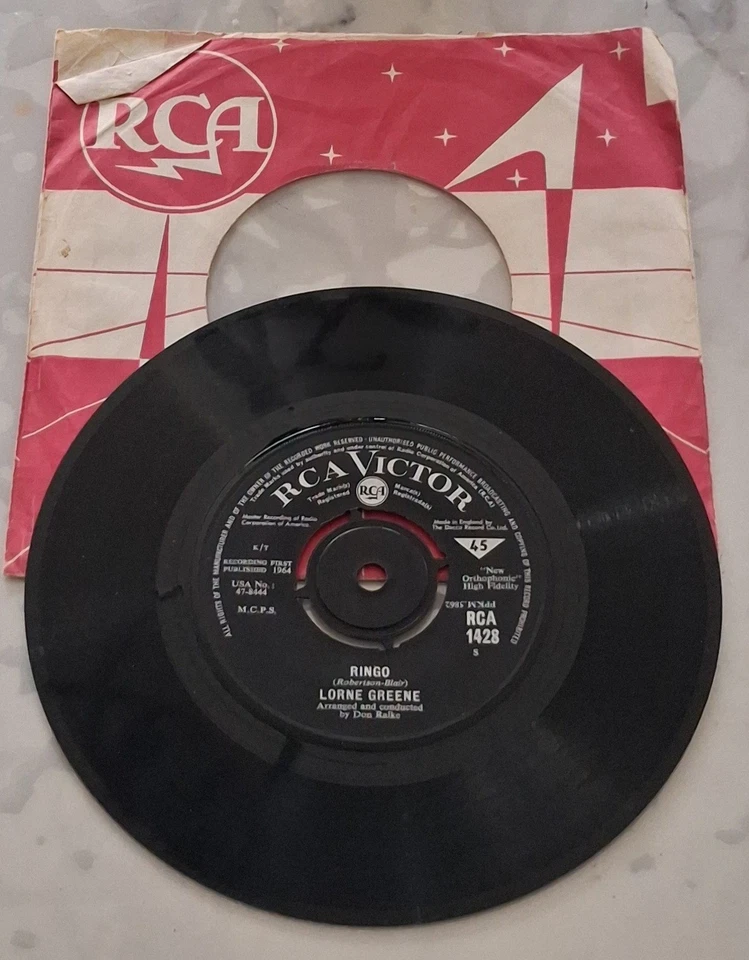 RCA
ALL RIGHTS OF THE MANUFACTURER AND OF THE OWNER OF THE RECORDED WORK RESERVED · UNAUTHORISED PUBLIC PERFORMANCE, BROADCASTING AND COPYING OF THIS RECORD PROHIBITED
Trade Marks used by authority and under control of Radio Corporation of America. (R.C.A)
RCA VICTOR
Trade Mark(s)
Registered
RCA
Marca(s)
Registrada(s)
Master Recording of Radio
Corporation of America.
Made in England by
The Decca Record Co. Ltd.
K/T
RECORDING FIRST
PUBLISHED 1964
USA No.:
47-8444
M.C.P.S.
45
"New
Orthophonic"
High Fidelity
PPKM.5862
RCA
1428
S
RINGO
(Robertson-Blair)
LORNE GREENE
Arranged and conducted
by Don Ralke